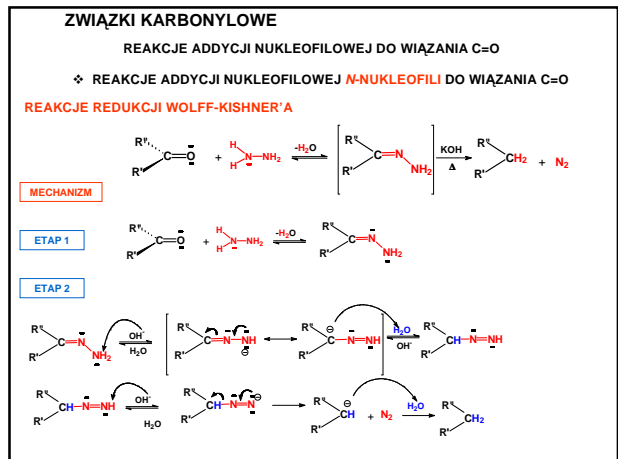 ZWIĄZKI KARBONYLOWE
REAKCJE ADDYCJI NUKLEOFILOWEJ DO WIĄZANIA C=O
❖ REAKCJE ADDYCJI NUKLEOFILOWEJ N-NUKLEOFILI DO WIĄZANIA C=O
REAKCJE REDUKCJI WOLFF-KISHNER'A
R" R' C=O + H H N-NH2 -H2O R" R' C=N NH2 KOH Δ R" R' CH2 + N2
MECHANIZM
ETAP 1
R" R' C=O + H H N-NH2 -H2O R" R' C=N NH2
ETAP 2
R" R' C=N NH2 OH- H2O R" R' C=N-NH ⊖ R" R' C-N=NH ⊖ H2O OH- R" R' CH-N=NH
R" R' CH-N=NH OH- H2O R" R' CH-N=N ⊖ R" R' CH ⊖ + N2 H2O R" R' CH2